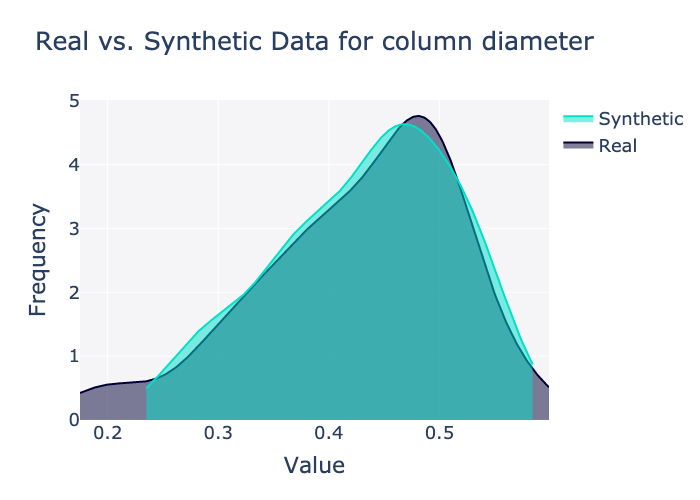 Real vs. Synthetic Data for column diameter
5
4
3
2
1
0
0.2
0.3
0.4
0.5
Frequency
Value
Synthetic
Real